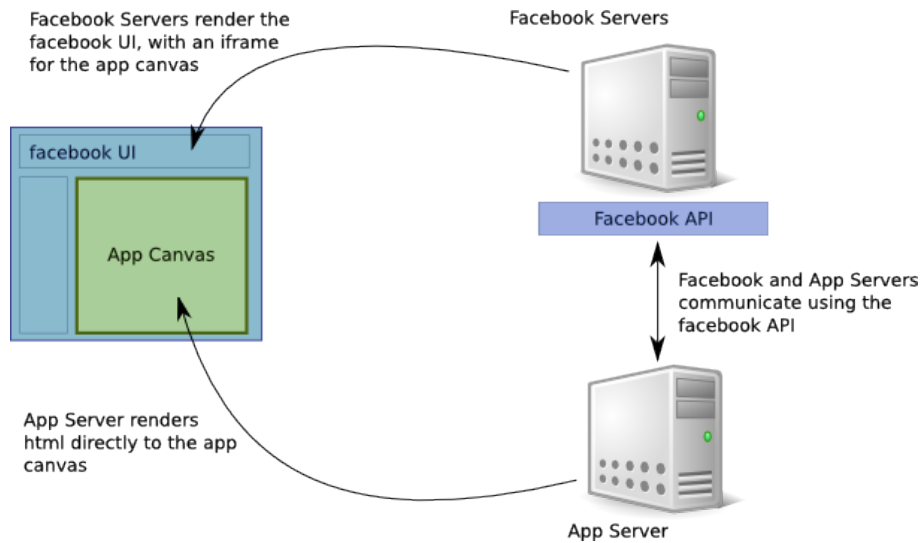 Facebook Servers render the
facebook UI, with an iframe
for the app canvas
Facebook Servers
facebook UI
App Canvas
Facebook API
Facebook and App Servers
communicate using the
facebook API
App Server renders
html directly to the app
canvas
App Server